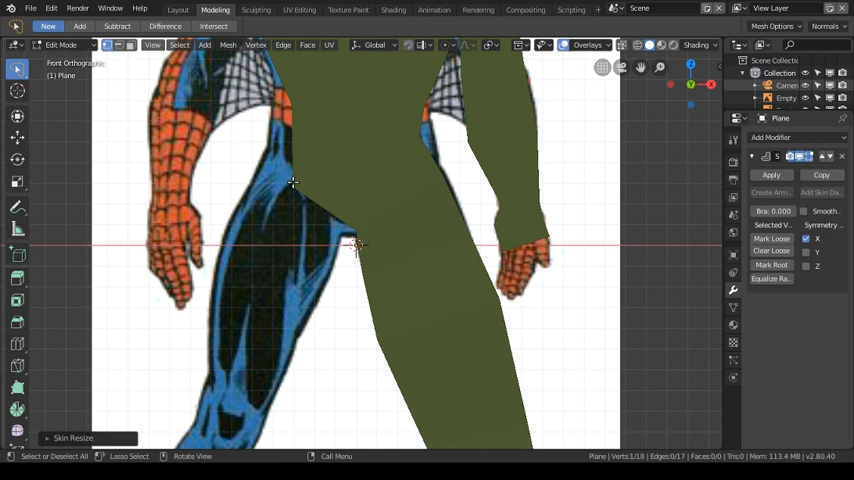 File Edit Render Window Help Layout Modeling Sculpting UV Editing Texture Paint Shading Animation Rendering Compositing Scripting Scene View Layer
New Add Subtract Difference Intersect Mesh Options Normals
Edit Mode View Select Add Mesh Vertex Edge Face UV Global Overlays Shading
Front Orthographic
(1) Plane
Scene Collecti
Collection
Camera
Empty
Plane
Add Modifier
S
Apply Copy
Create Arm.. Add Skin Da..
Bra: 0.000 Smooth..
Selected V.. Symmetry ..
Mark Loose X
Clear Loose Y
Mark Root Z
Equalize Ra..
Z
Y X
Skin Resize
Select or Deselect All Lasso Select Rotate View Call Menu Plane | Verts:1/18 | Edges:0/17 | Faces:0/0 | Tris:0 | Mem: 113.4 MB | v2.80.40